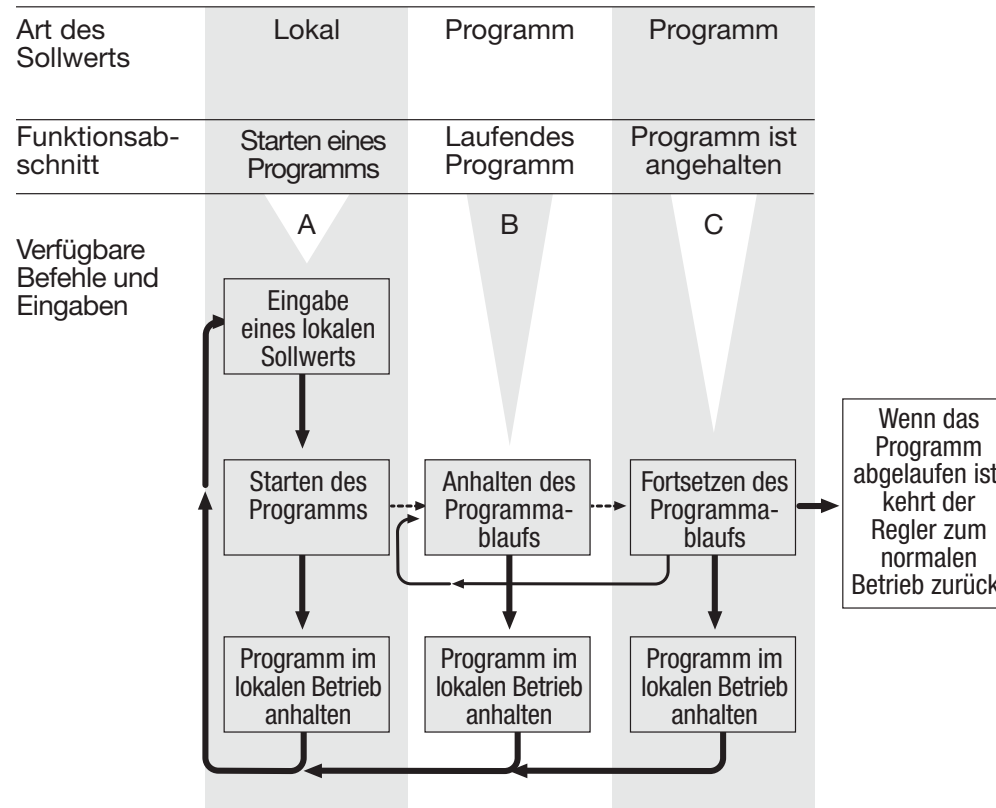 Art des
Sollwerts
Lokal
Programm
Programm
Funktionsab-
schnitt
Starten eines
Programms
Laufendes
Programm
Programm ist
angehalten
Verfügbare
Befehle und
Eingaben
A
B
C
Eingabe
eines lokalen
Sollwerts
Starten des
Programms
Anhalten des
Programma-
blaufs
Fortsetzen des
Programma-
blaufs
Wenn das
Programm
abgelaufen ist
kehrt der
Regler zum
normalen
Betrieb zurück
Programm im
lokalen Betrieb
anhalten
Programm im
lokalen Betrieb
anhalten
Programm im
lokalen Betrieb
anhalten